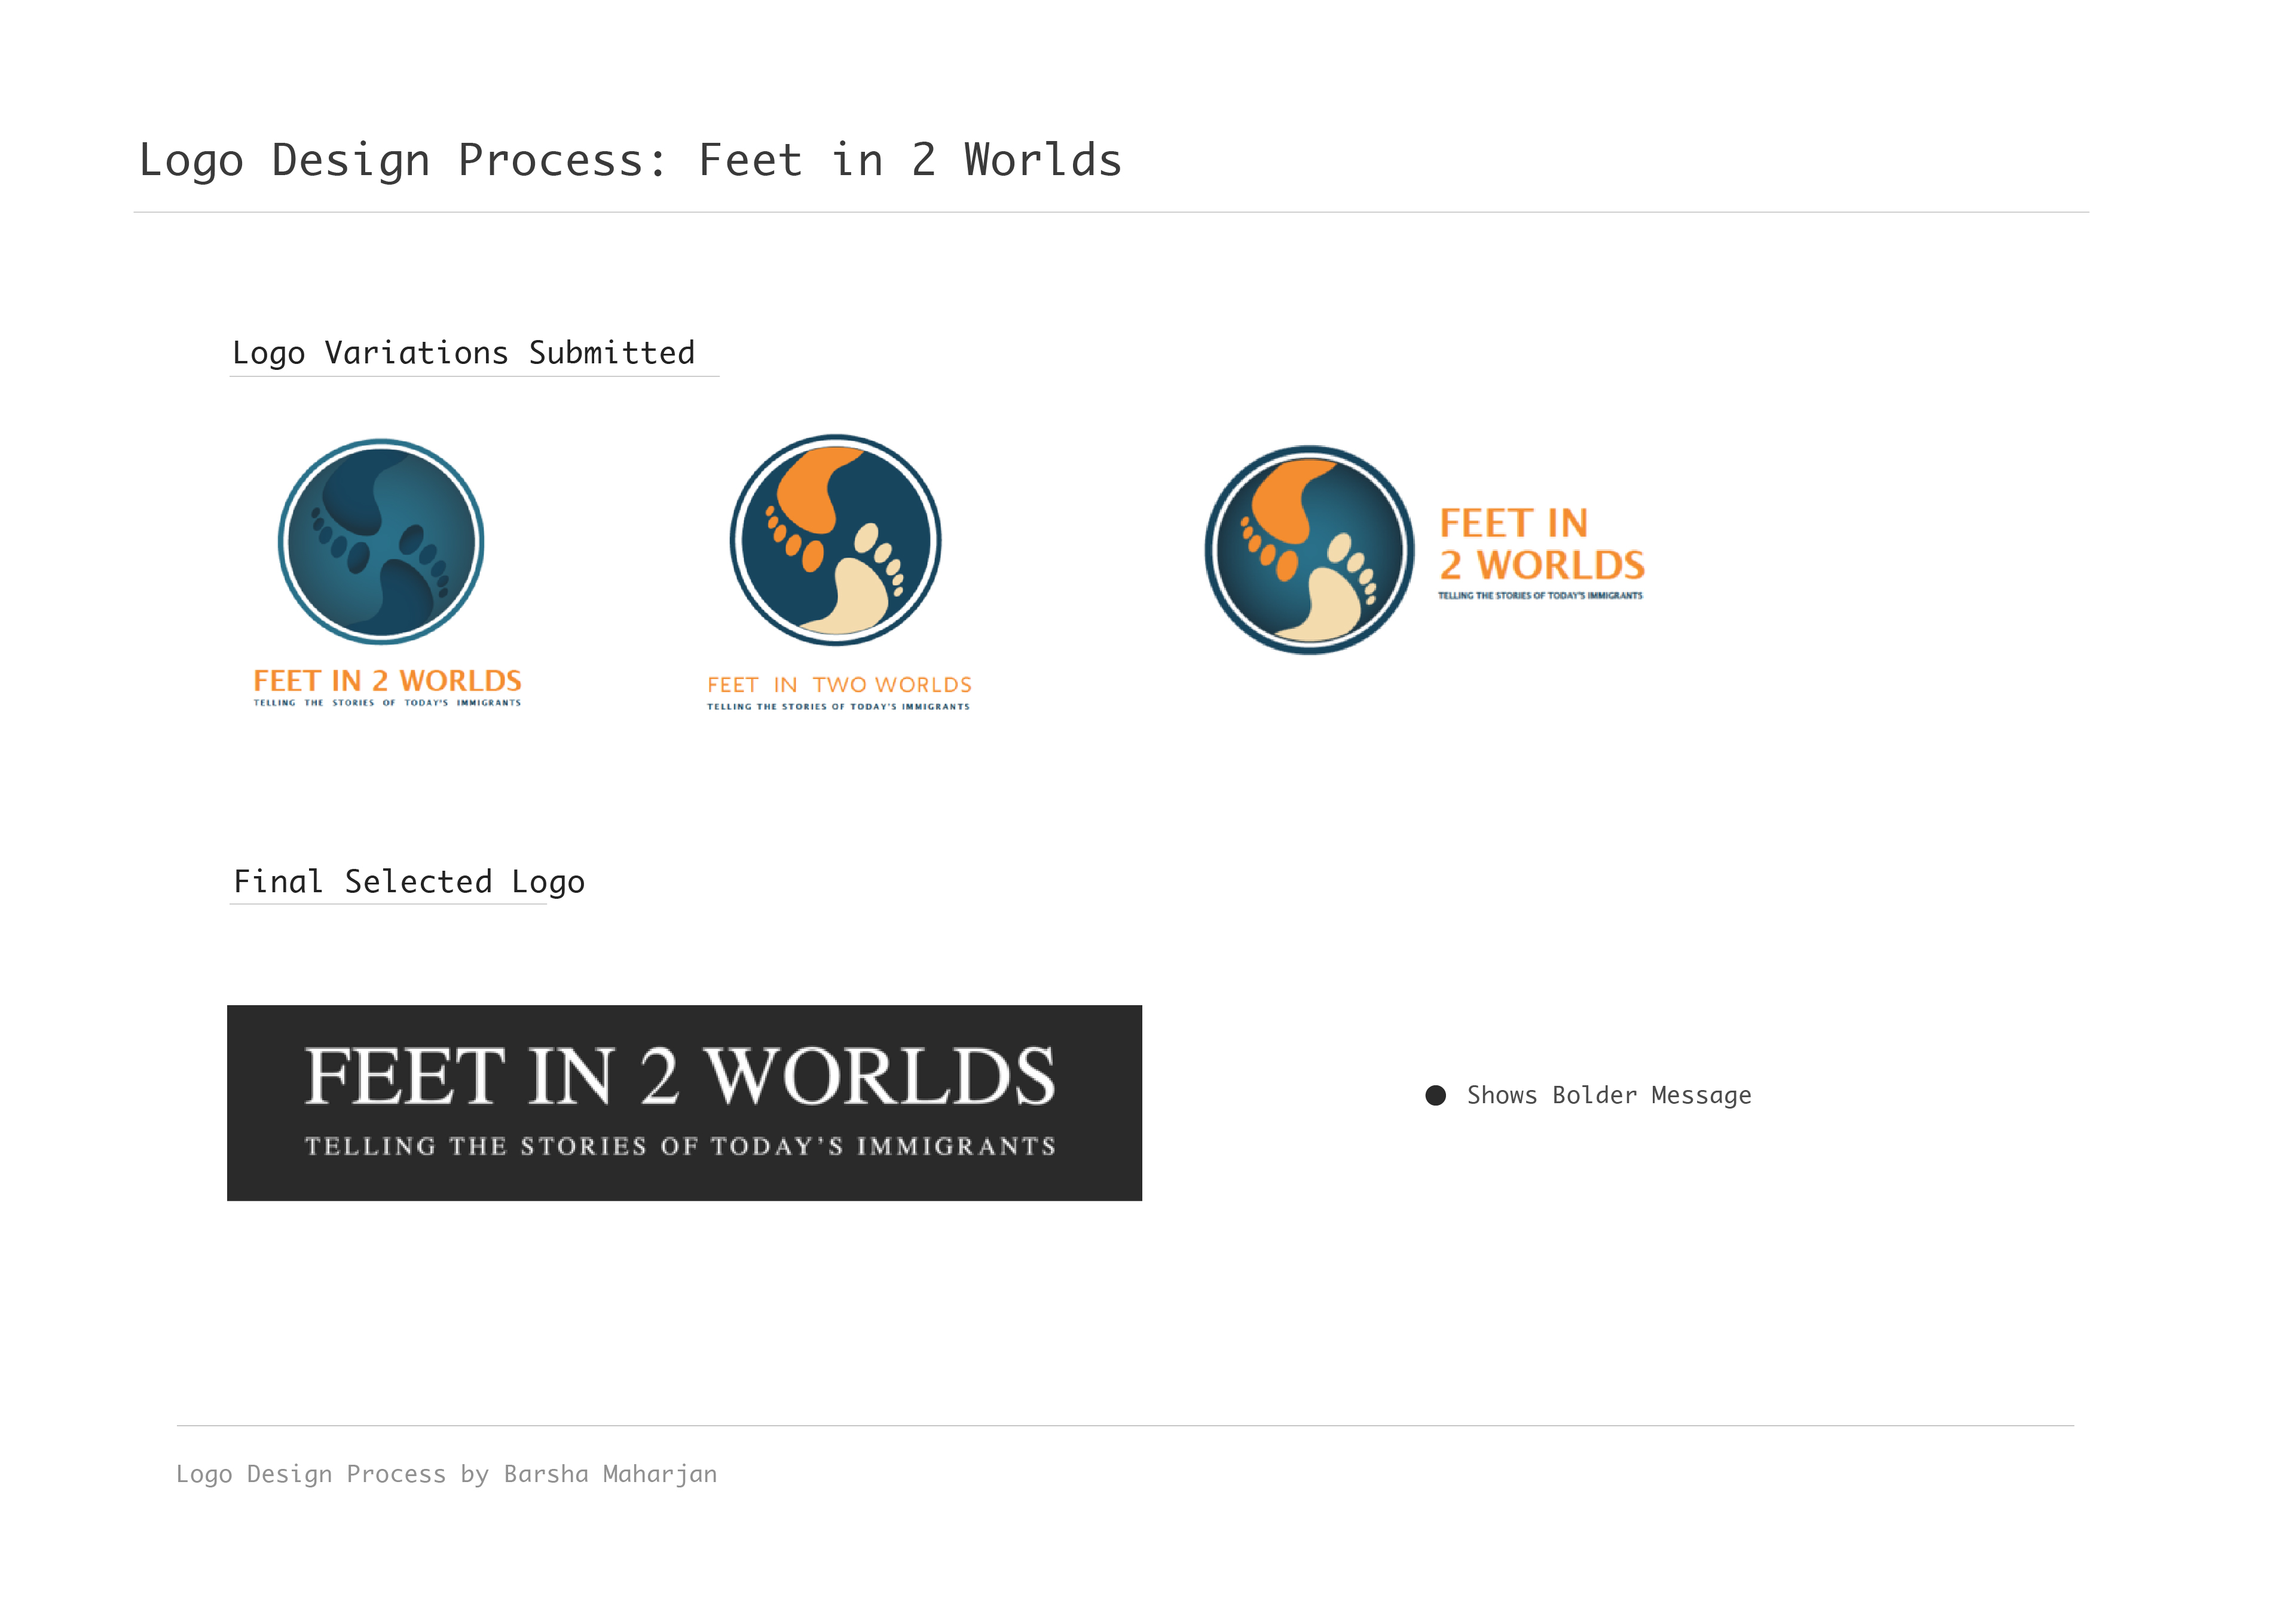 Logo Design Process: Feet in 2 Worlds
Logo Variations Submitted
FEET IN 2 WORLDS
TELLING THE STORIES OF TODAY'S IMMIGRANTS
FEET IN TWO WORLDS
TELLING THE STORIES OF TODAY'S IMMIGRANTS
FEET IN
2 WORLDS
TELLING THE STORIES OF TODAY'S IMMIGRANTS
Final Selected Logo
FEET IN 2 WORLDS
TELLING THE STORIES OF TODAY'S IMMIGRANTS
Shows Bolder Message
Logo Design Process by Barsha Maharjan